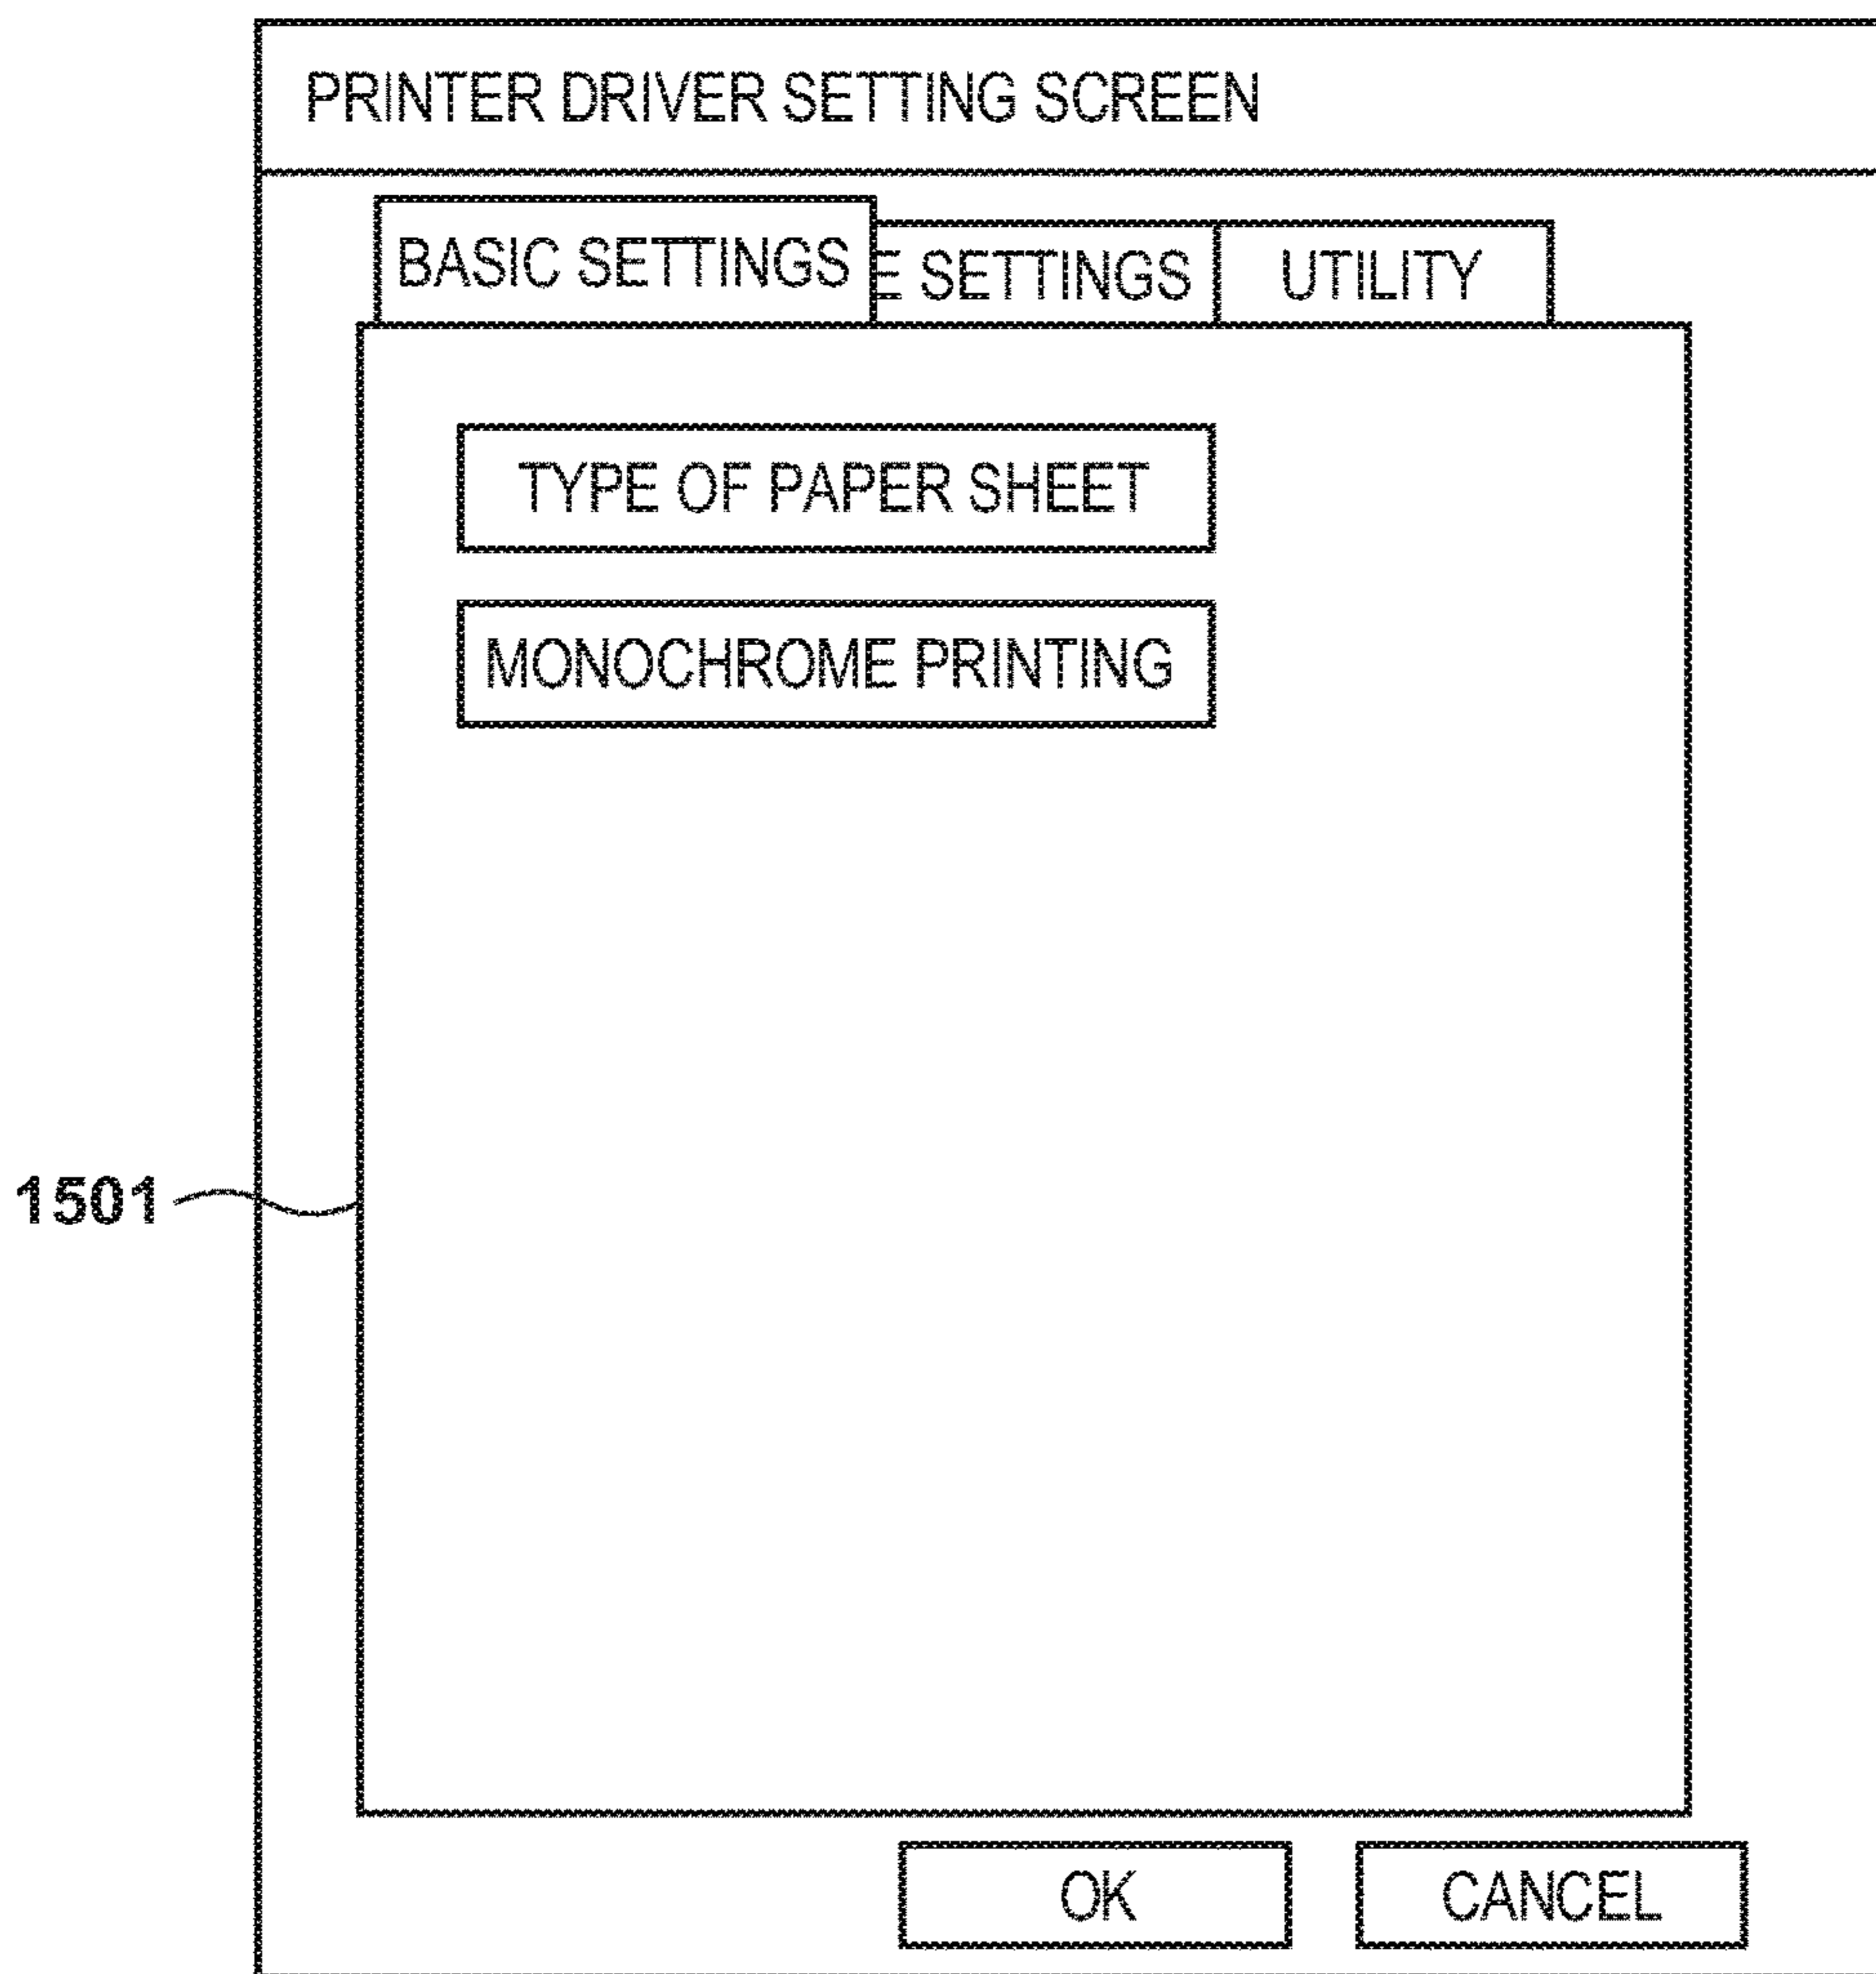 PRINTER DRIVER SETTING SCREEN
BASIC SETTINGS E SETTINGS UTILITY
TYPE OF PAPER SHEET
MONOCHROME PRINTING
1501
OK CANCEL